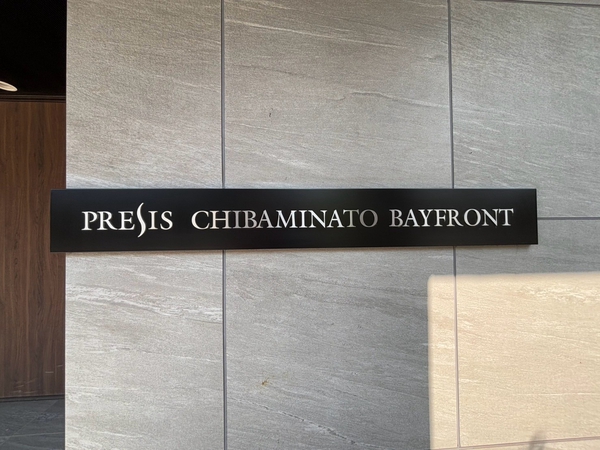 PRESIS CHIBAMINATO BAYFRONT